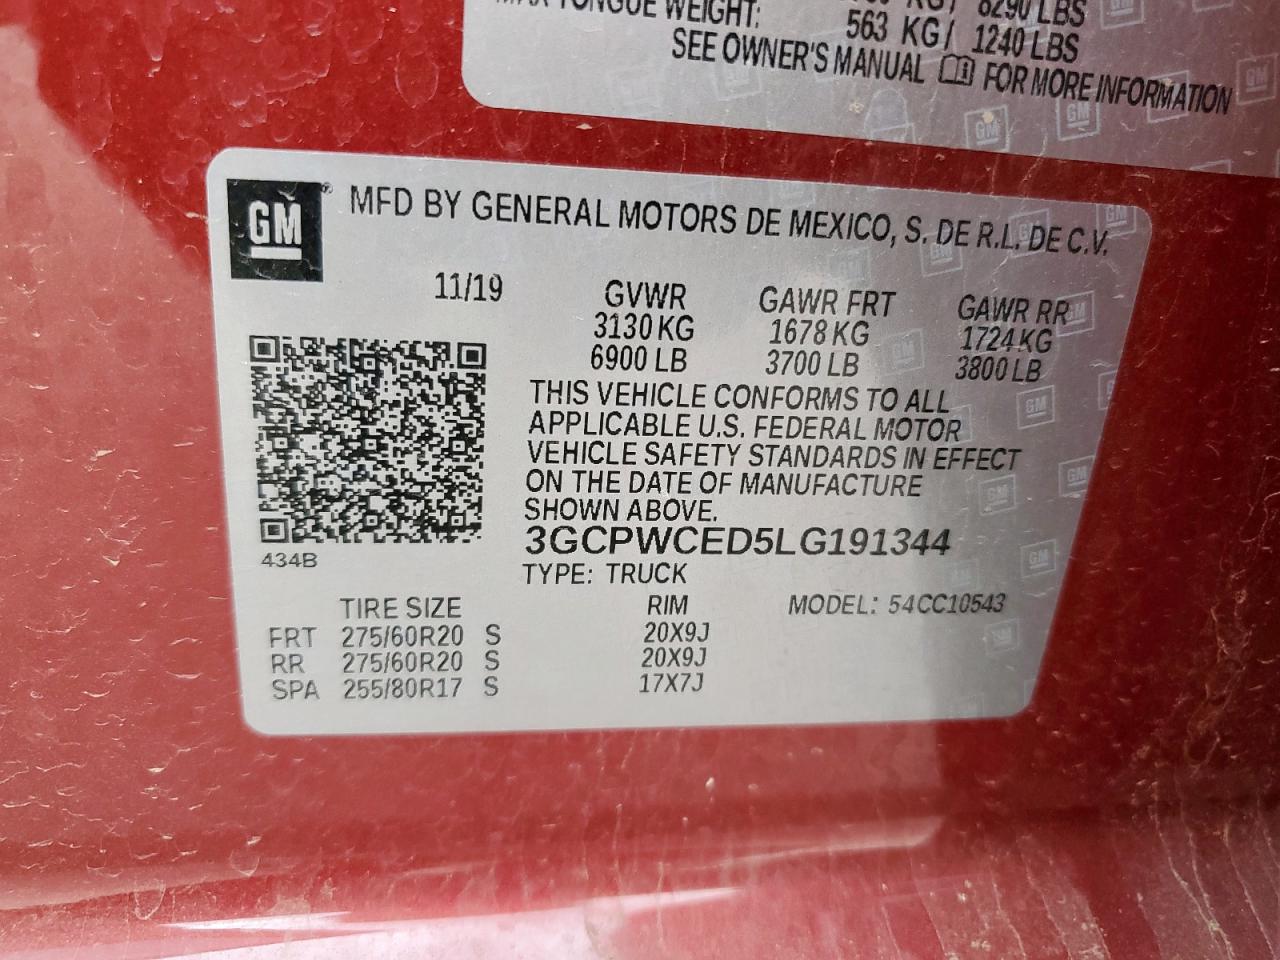 MAX TONGUE WEIGHT: KG/ 8290 LBS
563 KG/ 1240 LBS
SEE OWNER'S MANUAL FOR MORE INFORMATION
GM ® MFD BY GENERAL MOTORS DE MEXICO, S. DE R.L. DE C.V.
11/19 GVWR GAWR FRT GAWR RR
3130 KG 1678 KG 1724 KG
6900 LB 3700 LB 3800 LB
THIS VEHICLE CONFORMS TO ALL
APPLICABLE U.S. FEDERAL MOTOR
VEHICLE SAFETY STANDARDS IN EFFECT
ON THE DATE OF MANUFACTURE
SHOWN ABOVE.
3GCPWCED5LG191344
434B
TYPE: TRUCK
TIRE SIZE RIM MODEL: 54CC10543
FRT 275/60R20 S 20X9J
RR 275/60R20 S 20X9J
SPA 255/80R17 S 17X7J